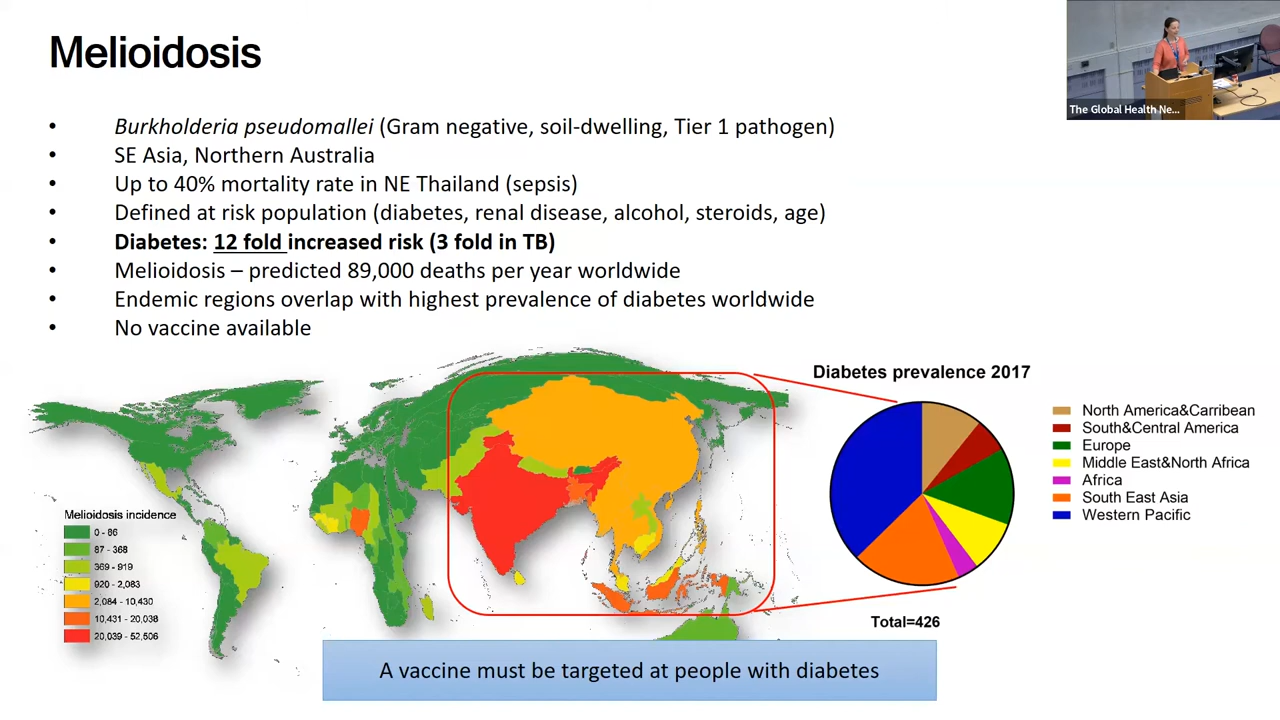 Melioidosis
The Global Health Ne...
• Burkholderia pseudomallei (Gram negative, soil-dwelling, Tier 1 pathogen)
• SE Asia, Northern Australia
• Up to 40% mortality rate in NE Thailand (sepsis)
• Defined at risk population (diabetes, renal disease, alcohol, steroids, age)
• Diabetes: 12 fold increased risk (3 fold in TB)
• Melioidosis – predicted 89,000 deaths per year worldwide
• Endemic regions overlap with highest prevalence of diabetes worldwide
• No vaccine available
Melioidosis incidence
0 - 86
87 - 368
369 - 919
920 - 2,083
2,084 - 10,430
10,431 - 20,038
20,039 - 52,506
Diabetes prevalence 2017
North America&Carribean
South&Central America
Europe
Middle East&North Africa
Africa
South East Asia
Western Pacific
Total=426
A vaccine must be targeted at people with diabetes